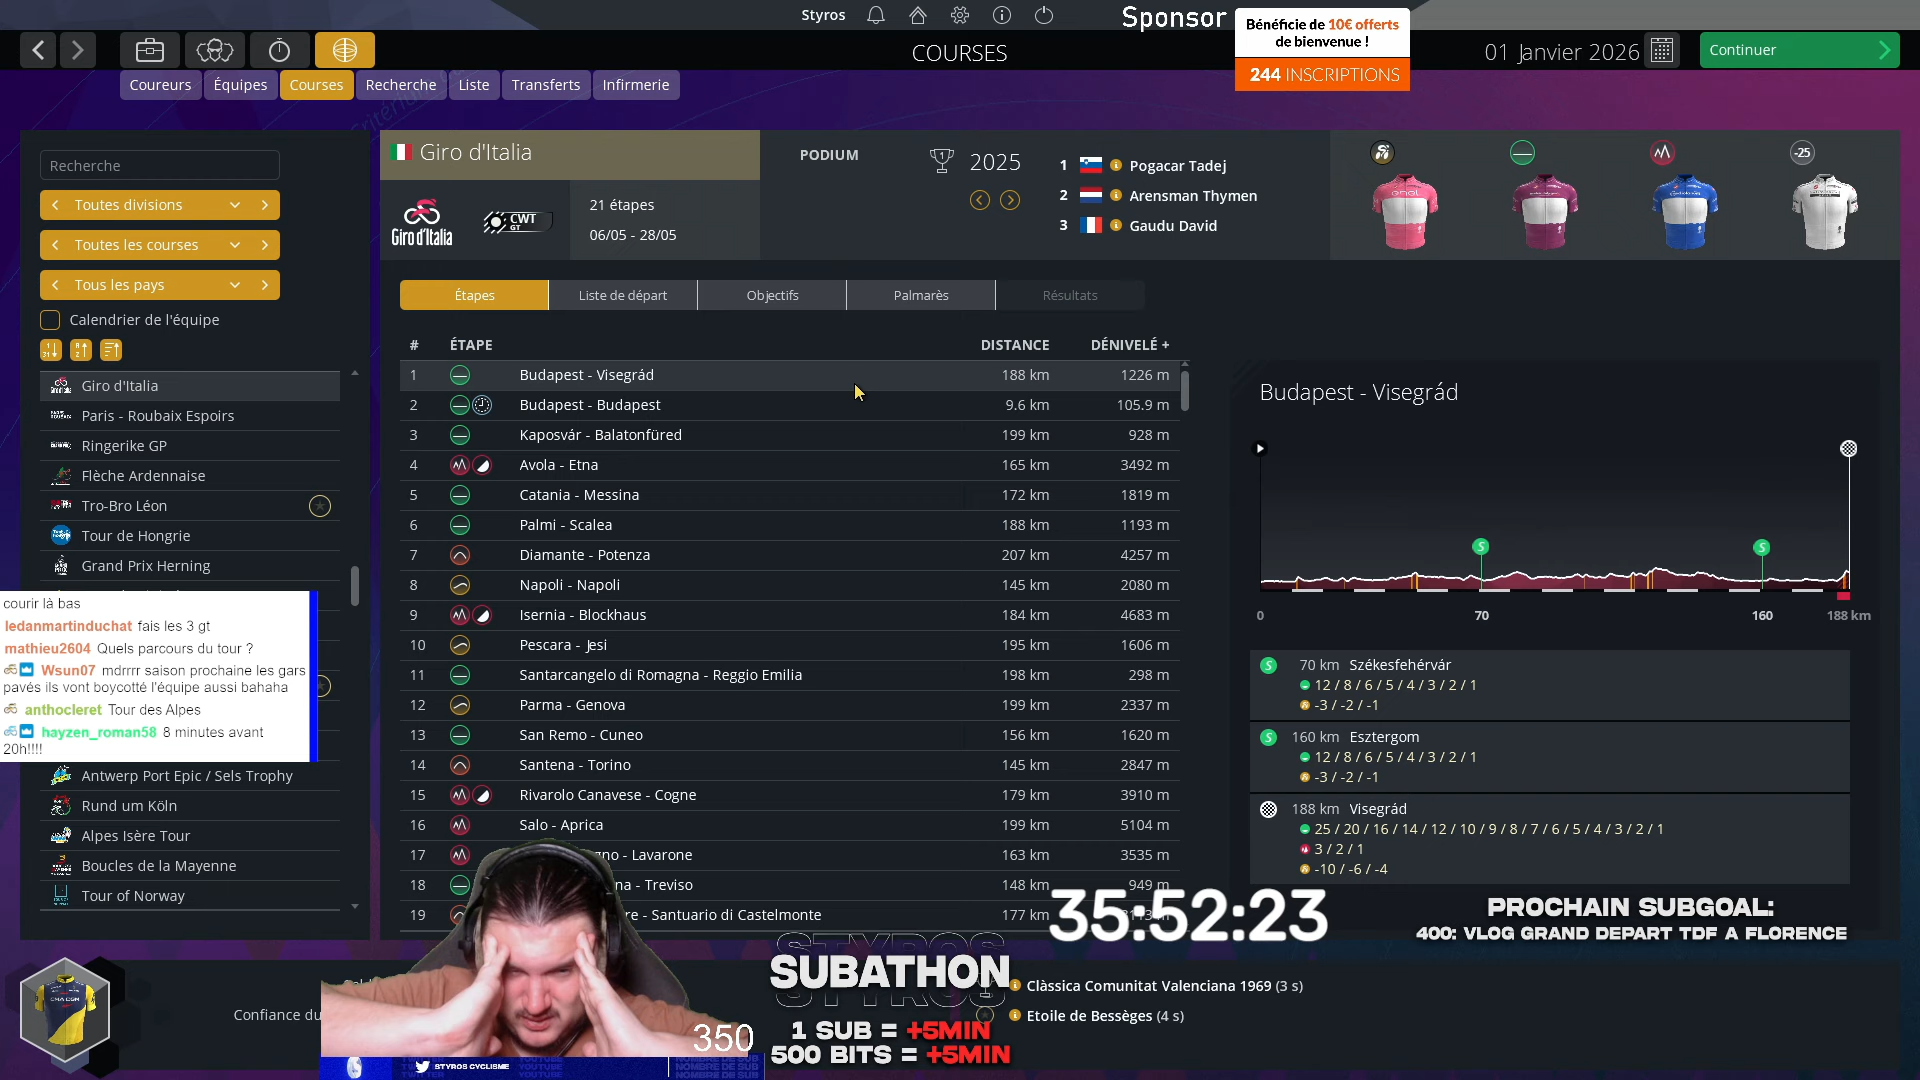 Styros
Sponsor
Bénéficie de 10€ offerts
de bienvenue !
244 INSCRIPTIONS
COURSES
01 Janvier 2026
Continuer
Coureurs
Équipes
Courses
Recherche
Liste
Transferts
Infirmerie
Recherche
Toutes divisions
Toutes les courses
Tous les pays
Calendrier de l'équipe
Giro d'Italia
Paris - Roubaix Espoirs
Ringerike GP
Flèche Ardennaise
Tro-Bro Léon
Tour de Hongrie
Grand Prix Herning
courir là bas
ledanmartinduchat fais les 3 gt
mathieu2604 Quels parcours du tour ?
Wsun07 mdrrrr saison prochaine les gars
pavés ils vont boycotté l'équipe aussi bahaha
anthocleret Tour des Alpes
hayzen_roman58 8 minutes avant
20h!!!!
Antwerp Port Epic / Sels Trophy
Rund um Köln
Alpes Isère Tour
Boucles de la Mayenne
Tour of Norway
Giro d'Italia
Giro d'Italia
CWT
GT
21 étapes
06/05 - 28/05
PODIUM
2025
1 Pogacar Tadej
2 Arensman Thymen
3 Gaudu David
-25
Étapes
Liste de départ
Objectifs
Palmarès
Résultats
# ÉTAPE DISTANCE DÉNIVELÉ +
1 Budapest - Visegrád 188 km 1226 m
2 Budapest - Budapest 9.6 km 105.9 m
3 Kaposvár - Balatonfüred 199 km 928 m
4 Avola - Etna 165 km 3492 m
5 Catania - Messina 172 km 1819 m
6 Palmi - Scalea 188 km 1193 m
7 Diamante - Potenza 207 km 4257 m
8 Napoli - Napoli 145 km 2080 m
9 Isernia - Blockhaus 184 km 4683 m
10 Pescara - Jesi 195 km 1606 m
11 Santarcangelo di Romagna - Reggio Emilia 198 km 298 m
12 Parma - Genova 199 km 2337 m
13 San Remo - Cuneo 156 km 1620 m
14 Santena - Torino 145 km 2847 m
15 Rivarolo Canavese - Cogne 179 km 3910 m
16 Salo - Aprica 199 km 5104 m
17 no - Lavarone 163 km 3535 m
18 na - Treviso 148 km 949 m
19 re - Santuario di Castelmonte 177 km
Budapest - Visegrád
S S
0 70 160 188 km
S 70 km Székesfehérvár
12 / 8 / 6 / 5 / 4 / 3 / 2 / 1
-3 / -2 / -1
S 160 km Esztergom
12 / 8 / 6 / 5 / 4 / 3 / 2 / 1
-3 / -2 / -1
188 km Visegrád
25 / 20 / 16 / 14 / 12 / 10 / 9 / 8 / 7 / 6 / 5 / 4 / 3 / 2 / 1
3 / 2 / 1
-10 / -6 / -4
35:52:23
PROCHAIN SUBGOAL:
400: VLOG GRAND DEPART TDF A FLORENCE
STYROS
SUBATHON
STYROS
1 SUB = +5MIN
500 BITS = +5MIN
CMA CGM
Confiance du
350
STYROS CYCLISME
Clàssica Comunitat Valenciana 1969 (3 s)
Etoile de Bessèges (4 s)